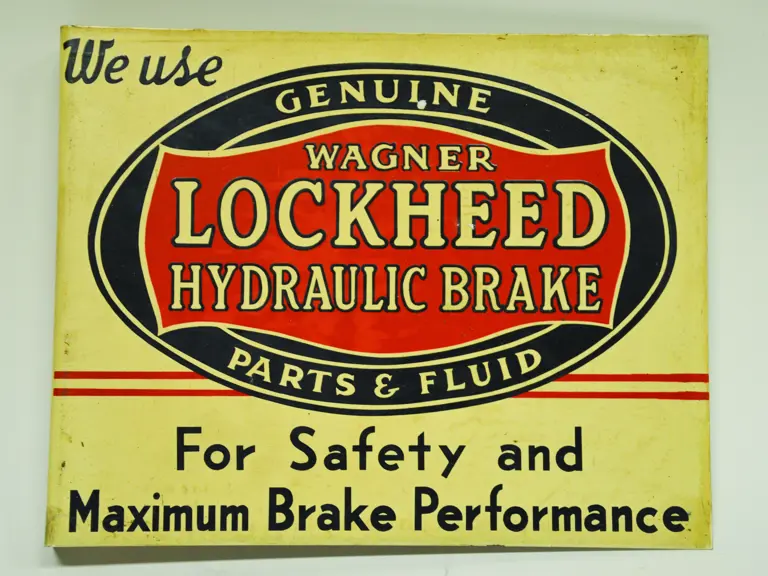 We use
GENUINE
WAGNER
LOCKHEED
HYDRAULIC BRAKE
PARTS & FLUID
For Safety and
Maximum Brake Performance